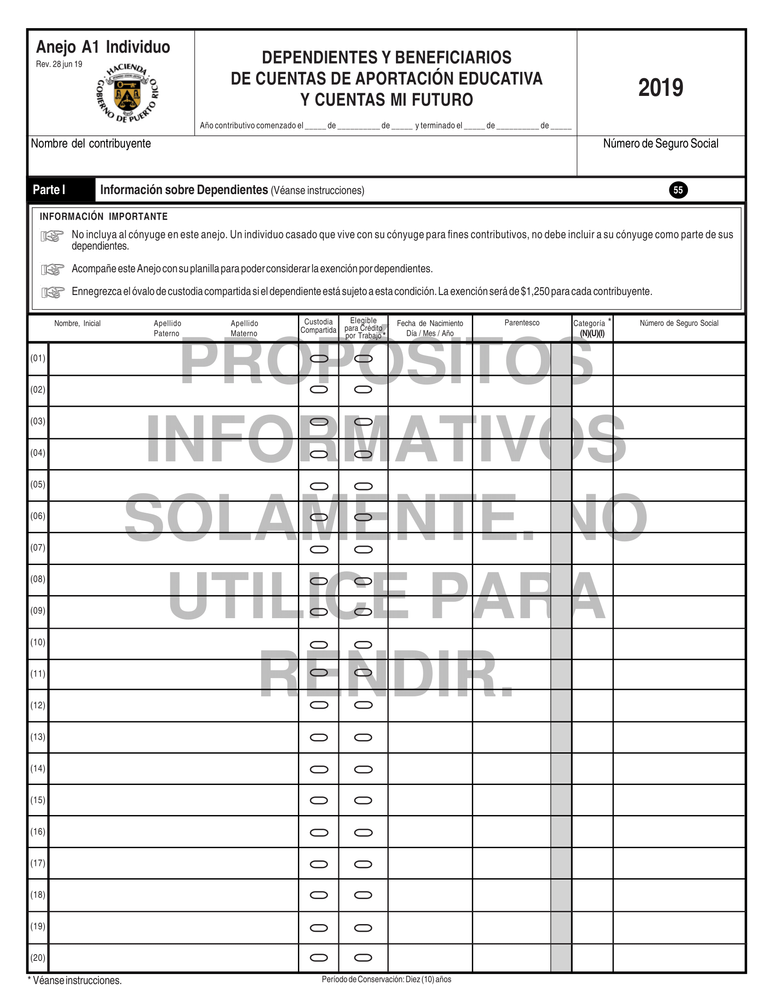 Anejo A1 Individuo
Rev. 28 jun 19
HACIENDA
GOBIERNO DE PUERTO RICO
DEPENDIENTES Y BENEFICIARIOS
DE CUENTAS DE APORTACIÓN EDUCATIVA
Y CUENTAS MI FUTURO
Año contributivo comenzado el _____ de __________ de _____ y terminado el _____ de __________ de _____
2019
Nombre del contribuyente
Número de Seguro Social
Parte I
Información sobre Dependientes (Véanse instrucciones)
55
INFORMACIÓN IMPORTANTE
No incluya al cónyuge en este anejo. Un individuo casado que vive con su cónyuge para fines contributivos, no debe incluir a su cónyuge como parte de sus
dependientes.
Acompañe este Anejo con su planilla para poder considerar la exención por dependientes.
Ennegrezca el óvalo de custodia compartida si el dependiente está sujeto a esta condición. La exención será de $1,250 para cada contribuyente.
Nombre, Inicial
Apellido
Paterno
Apellido
Materno
Custodia
Compartida
Elegible
para Crédito
por Trabajo *
Fecha de Nacimiento
Día / Mes / Año
Parentesco
Categoría *
(N)(U)(I)
Número de Seguro Social
(01)
(02)
(03)
(04)
(05)
(06)
(07)
(08)
(09)
(10)
(11)
(12)
(13)
(14)
(15)
(16)
(17)
(18)
(19)
(20)
PROPÓSITOS
INFORMATIVOS
SOLAMENTE. NO
UTILICE PARA
RENDIR.
* Véanse instrucciones.
Período de Conservación: Diez (10) años